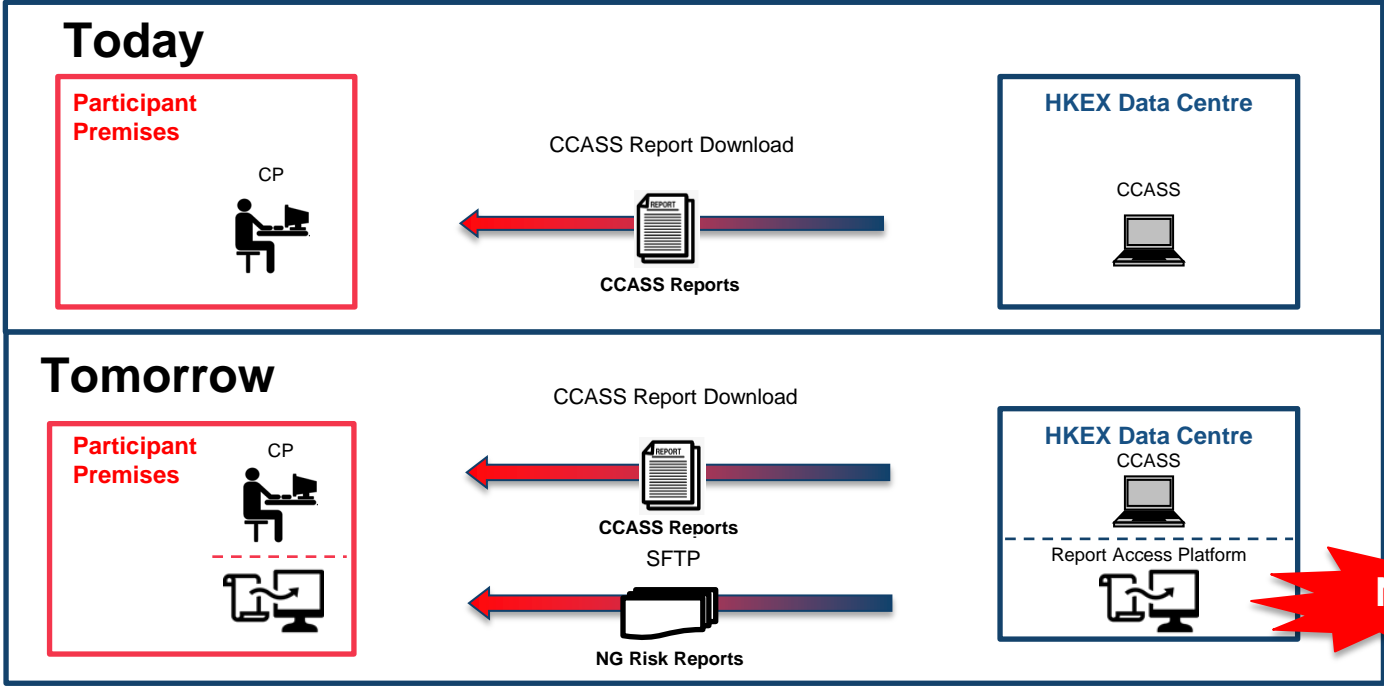 Today
Participant
Premises
CP
CCASS Report Download
REPORT
CCASS Reports
HKEX Data Centre
CCASS
Tomorrow
Participant
Premises
CP
CCASS Report Download
REPORT
CCASS Reports
SFTP
NG Risk Reports
HKEX Data Centre
CCASS
Report Access Platform